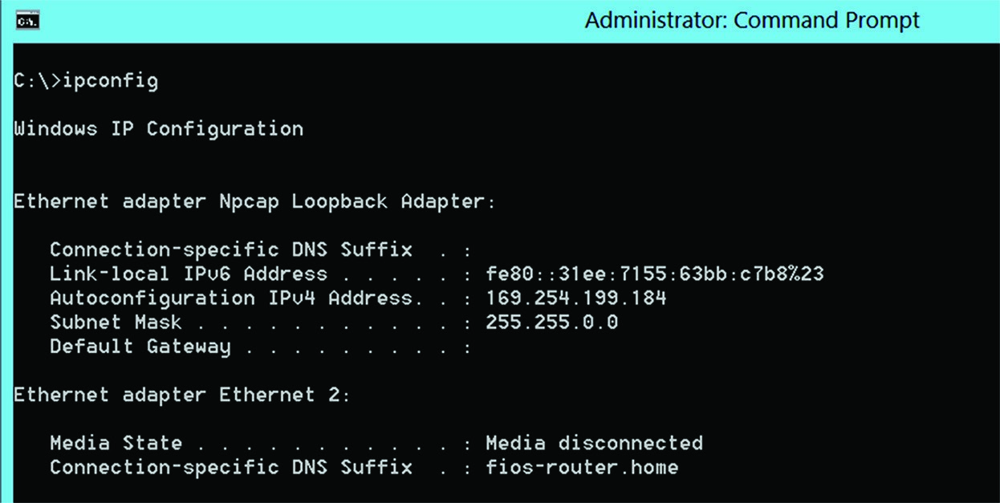 C:\.
Administrator: Command Prompt
C:\>ipconfig
Windows IP Configuration
Ethernet adapter Npcap Loopback Adapter:
Connection-specific DNS Suffix  . :
Link-local IPv6 Address . . . . . : fe80::31ee:7155:63bb:c7b8%23
Autoconfiguration IPv4 Address. . : 169.254.199.184
Subnet Mask . . . . . . . . . . . : 255.255.0.0
Default Gateway . . . . . . . . . :
Ethernet adapter Ethernet 2:
Media State . . . . . . . . . . . : Media disconnected
Connection-specific DNS Suffix  . : fios-router.home